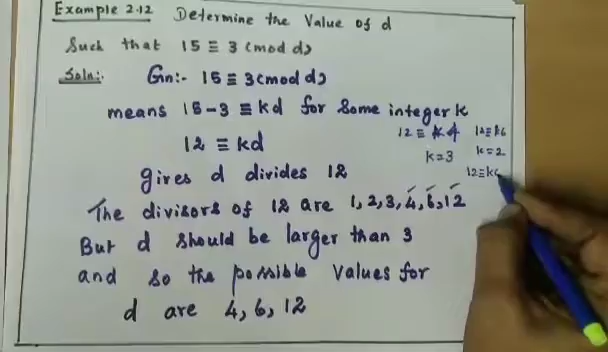 Example 2.12 Determine the Value of d
Such that 15 ≡ 3 (mod d)
Soln:- Gn:- 15 ≡ 3 (mod d)
means 15-3 ≡ kd for some integer k
12 ≡ kd
12 ≡ k4
k=3
12≡k6
k=2
12≡k
gives d divides 12
The divisors of 12 are 1, 2, 3, 4, 6, 12
But d should be larger than 3
and so the possible values for
d are 4, 6, 12